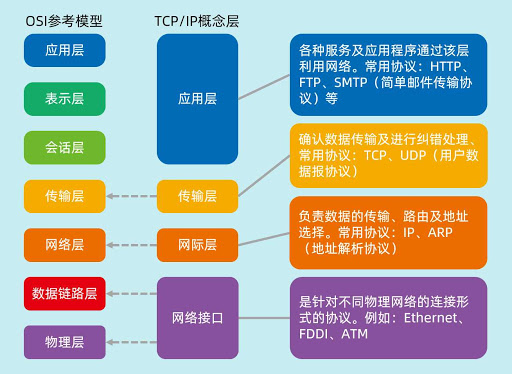 OSI参考模型
TCP/IP概念层
应用层
表示层
会话层
传输层
网络层
数据链路层
物理层
应用层
传输层
网际层
网络接口
各种服务及应用程序通过该层
利用网络。常用协议：HTTP、
FTP、SMTP（简单邮件传输协
议）等
确认数据传输及进行纠错处理、
常用协议：TCP、UDP（用户数
据报协议）
负责数据的传输、路由及地址
选择。常用协议：IP、ARP
（地址解析协议）
是针对不同物理网络的连接形
式的协议。例如：Ethernet、
FDDI、ATM